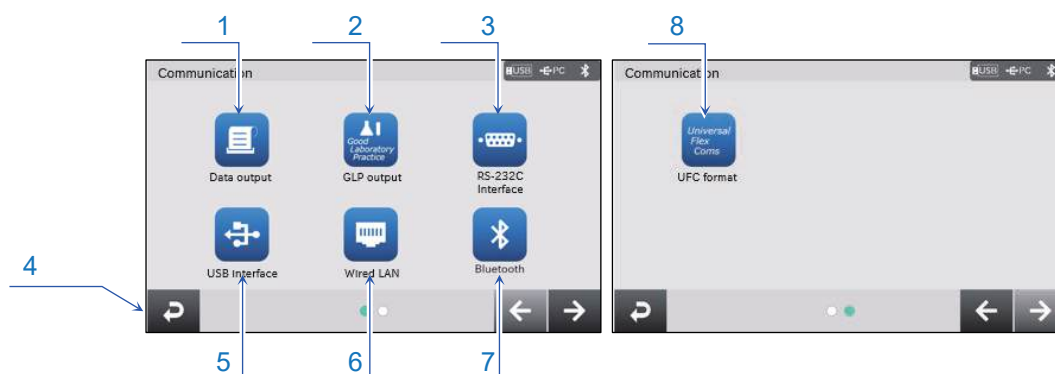 1
2
3
8
Communication
USB
PC
Communication
USB
PC
Good
Laboratory
Practice
Universal
Flex
Coms
Data output
GLP output
RS-232C
Interface
UFC format
USB interface
Wired LAN
Bluetooth
4
5
6
7